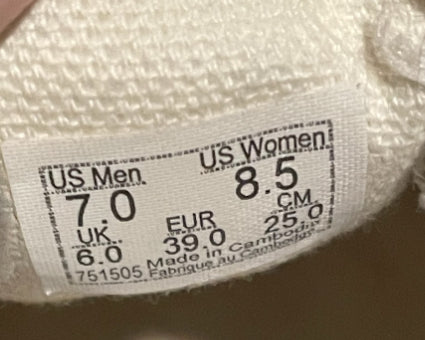 US Men US Women
7.0 8.5
UK EUR CM
6.0 39.0 25.0
751505 Made in Cambodia
Fabriqué au Cambodge